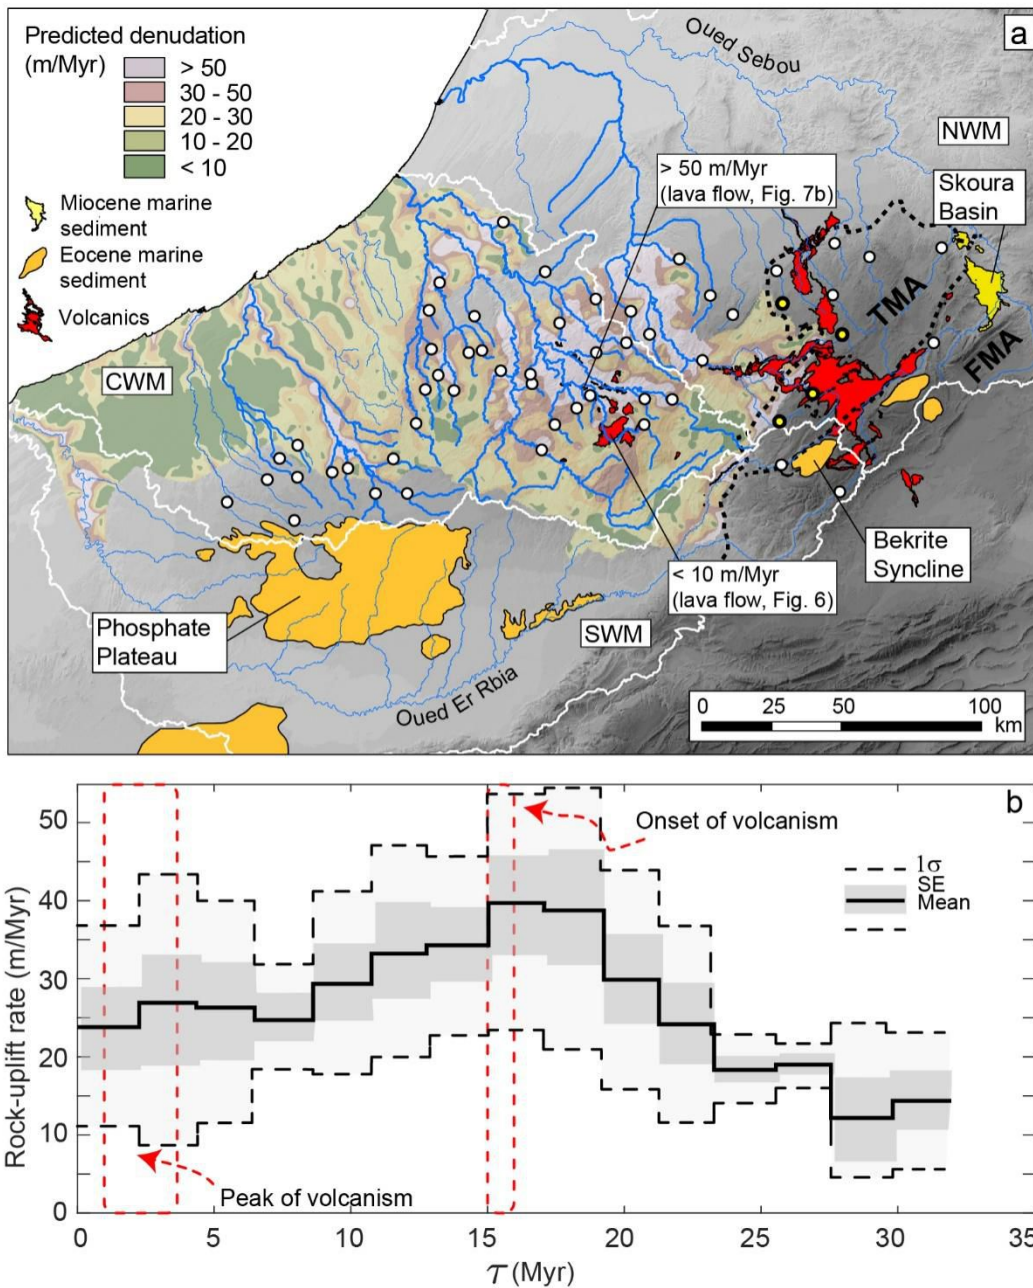 a
Predicted denudation
(m/Myr)
> 50
30 - 50
20 - 30
10 - 20
< 10
Miocene marine
sediment
Eocene marine
sediment
Volcanics
Oued Sebou
NWM
> 50 m/Myr
(lava flow, Fig. 7b)
Skoura
Basin
TMA
FMA
CWM
Bekrite
Syncline
< 10 m/Myr
(lava flow, Fig. 6)
Phosphate
Plateau
SWM
Oued Er Rbia
0 25 50 100
km
b
Onset of volcanism
1σ
SE
Mean
Peak of volcanism
Rock-uplift rate (m/Myr)
50
40
30
20
10
0
0 5 10 15 20 25 30 35
τ (Myr)